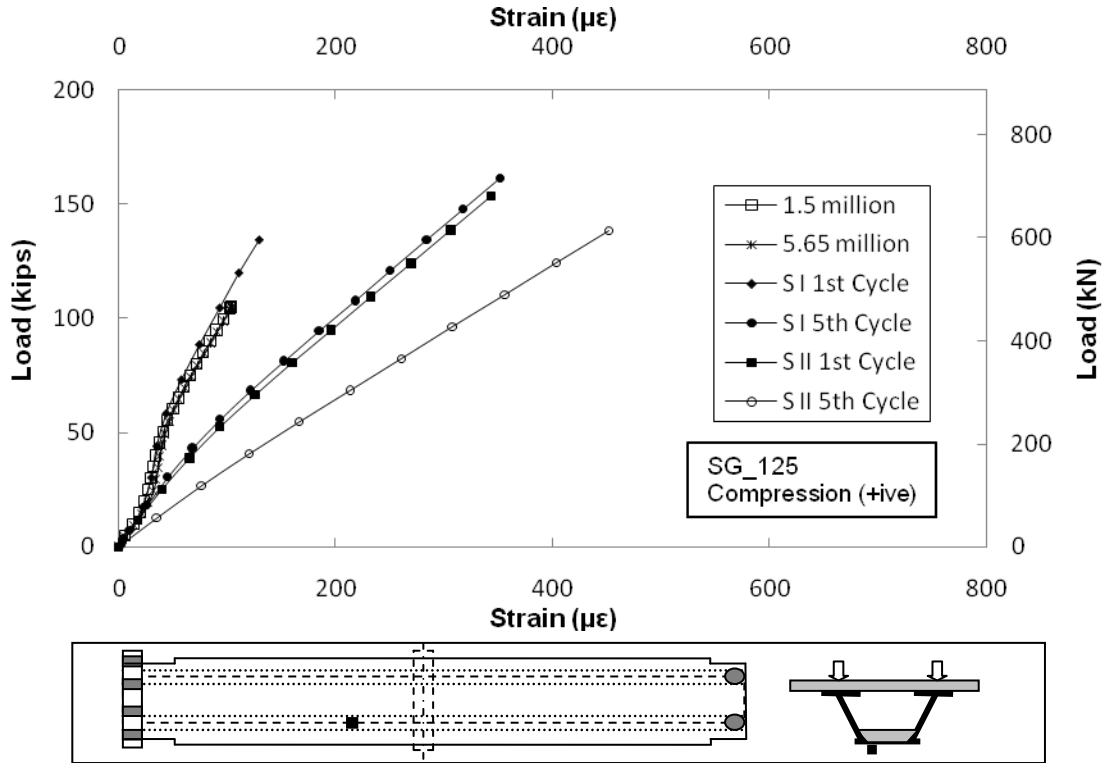 Strain (με)
0 200 400 600 800
200
150
100
50
0
Load (kips)
800
600
400
200
0
Load (kN)
1.5 million
5.65 million
S I 1st Cycle
S I 5th Cycle
S II 1st Cycle
S II 5th Cycle
SG_125
Compression (+ive)
0 200 400 600 800
Strain (με)